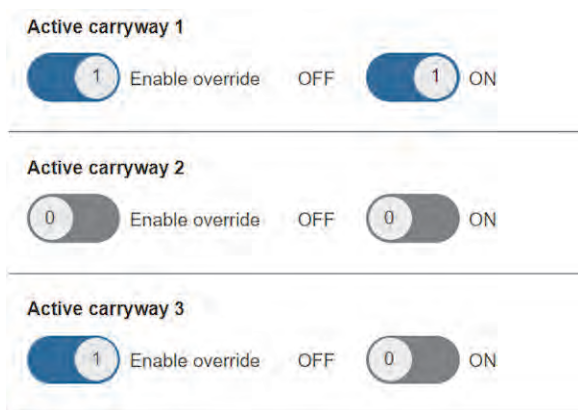 Active carryway 1
1 Enable override OFF 1 ON
Active carryway 2
0 Enable override OFF 0 ON
Active carryway 3
1 Enable override OFF 0 ON